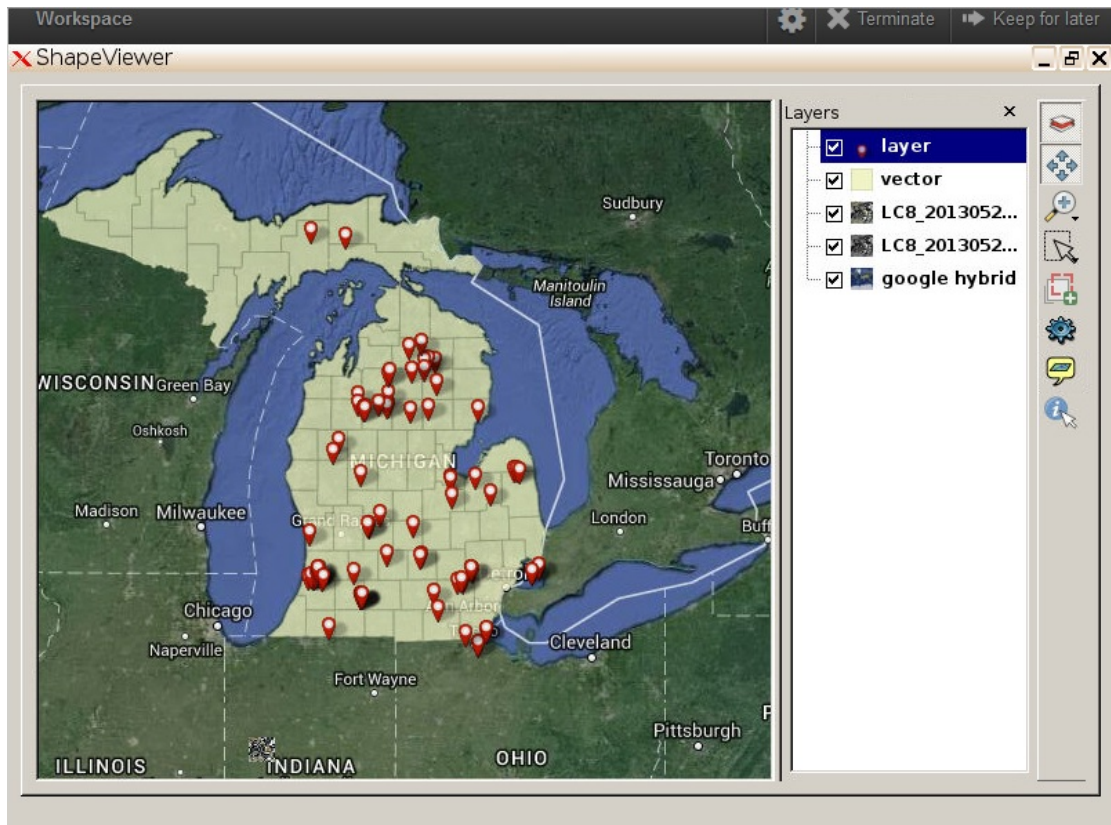 Workspace
Terminate
Keep for later
ShapeViewer
Layers
layer
vector
LC8_2013052...
LC8_2013052...
google hybrid
Sudbury
Manitoulin
Island
WISCONSIN
Green Bay
Oshkosh
MICHIGAN
Toronto
Mississauga
Madison
Milwaukee
London
Buff
Chicago
Naperville
Cleveland
Fort Wayne
Pittsburgh
ILLINOIS
INDIANA
OHIO